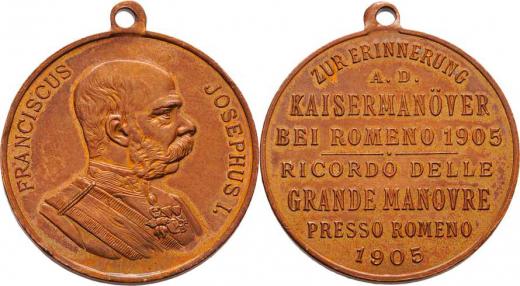 FRANCISCUS
JOSEPHUS I.
ZUR ERINNERUNG
A. D.
KAISERMANÖVER
BEI ROMENO 1905
RICORDO DELLE
GRANDE MANOVRE
PRESSO ROMENO
1905